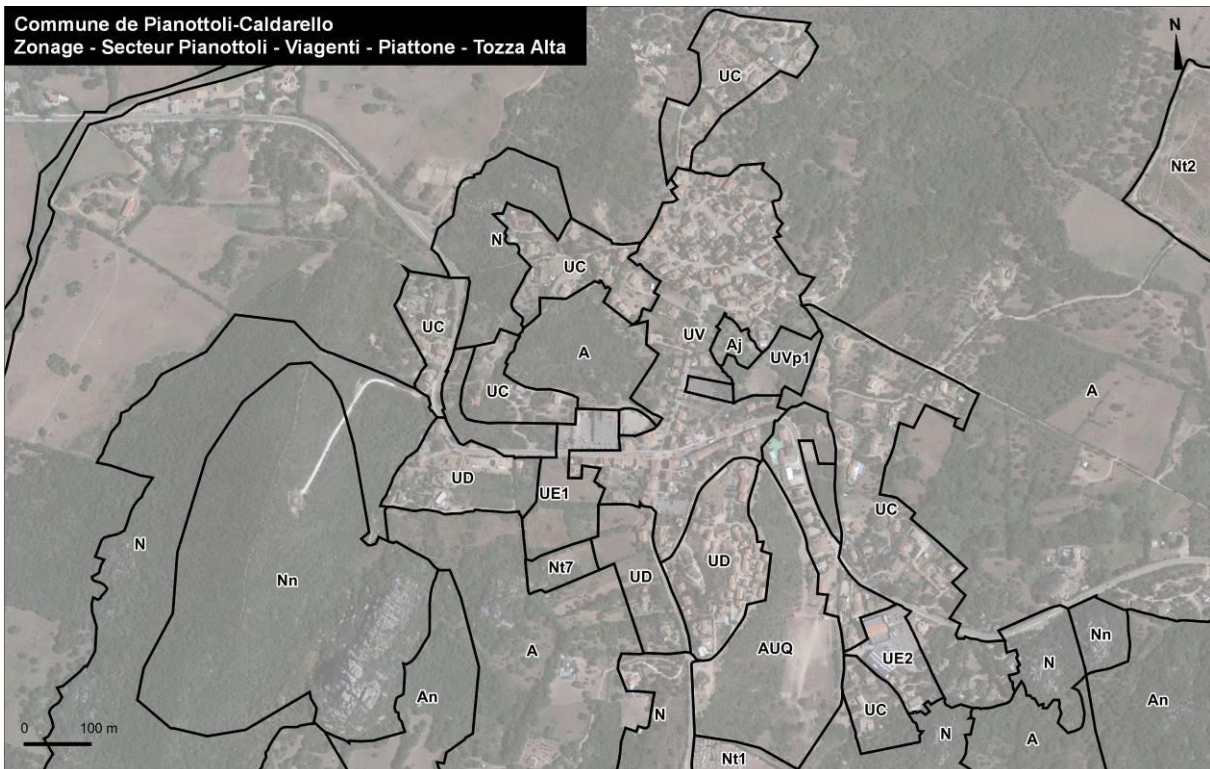 Commune de Pianottoli-Caldarello
Zonage - Secteur Pianottoli - Viagenti - Piattone - Tozza Alta
N
UC
Nt2
N
UC
UC
UV
Aj
UVp1
A
UC
A
UD
UE1
UC
N
Nn
Nt7
UD
UD
A
AUQ
UE2
N
Nn
An
N
UC
N
A
An
Nt1
0 100 m